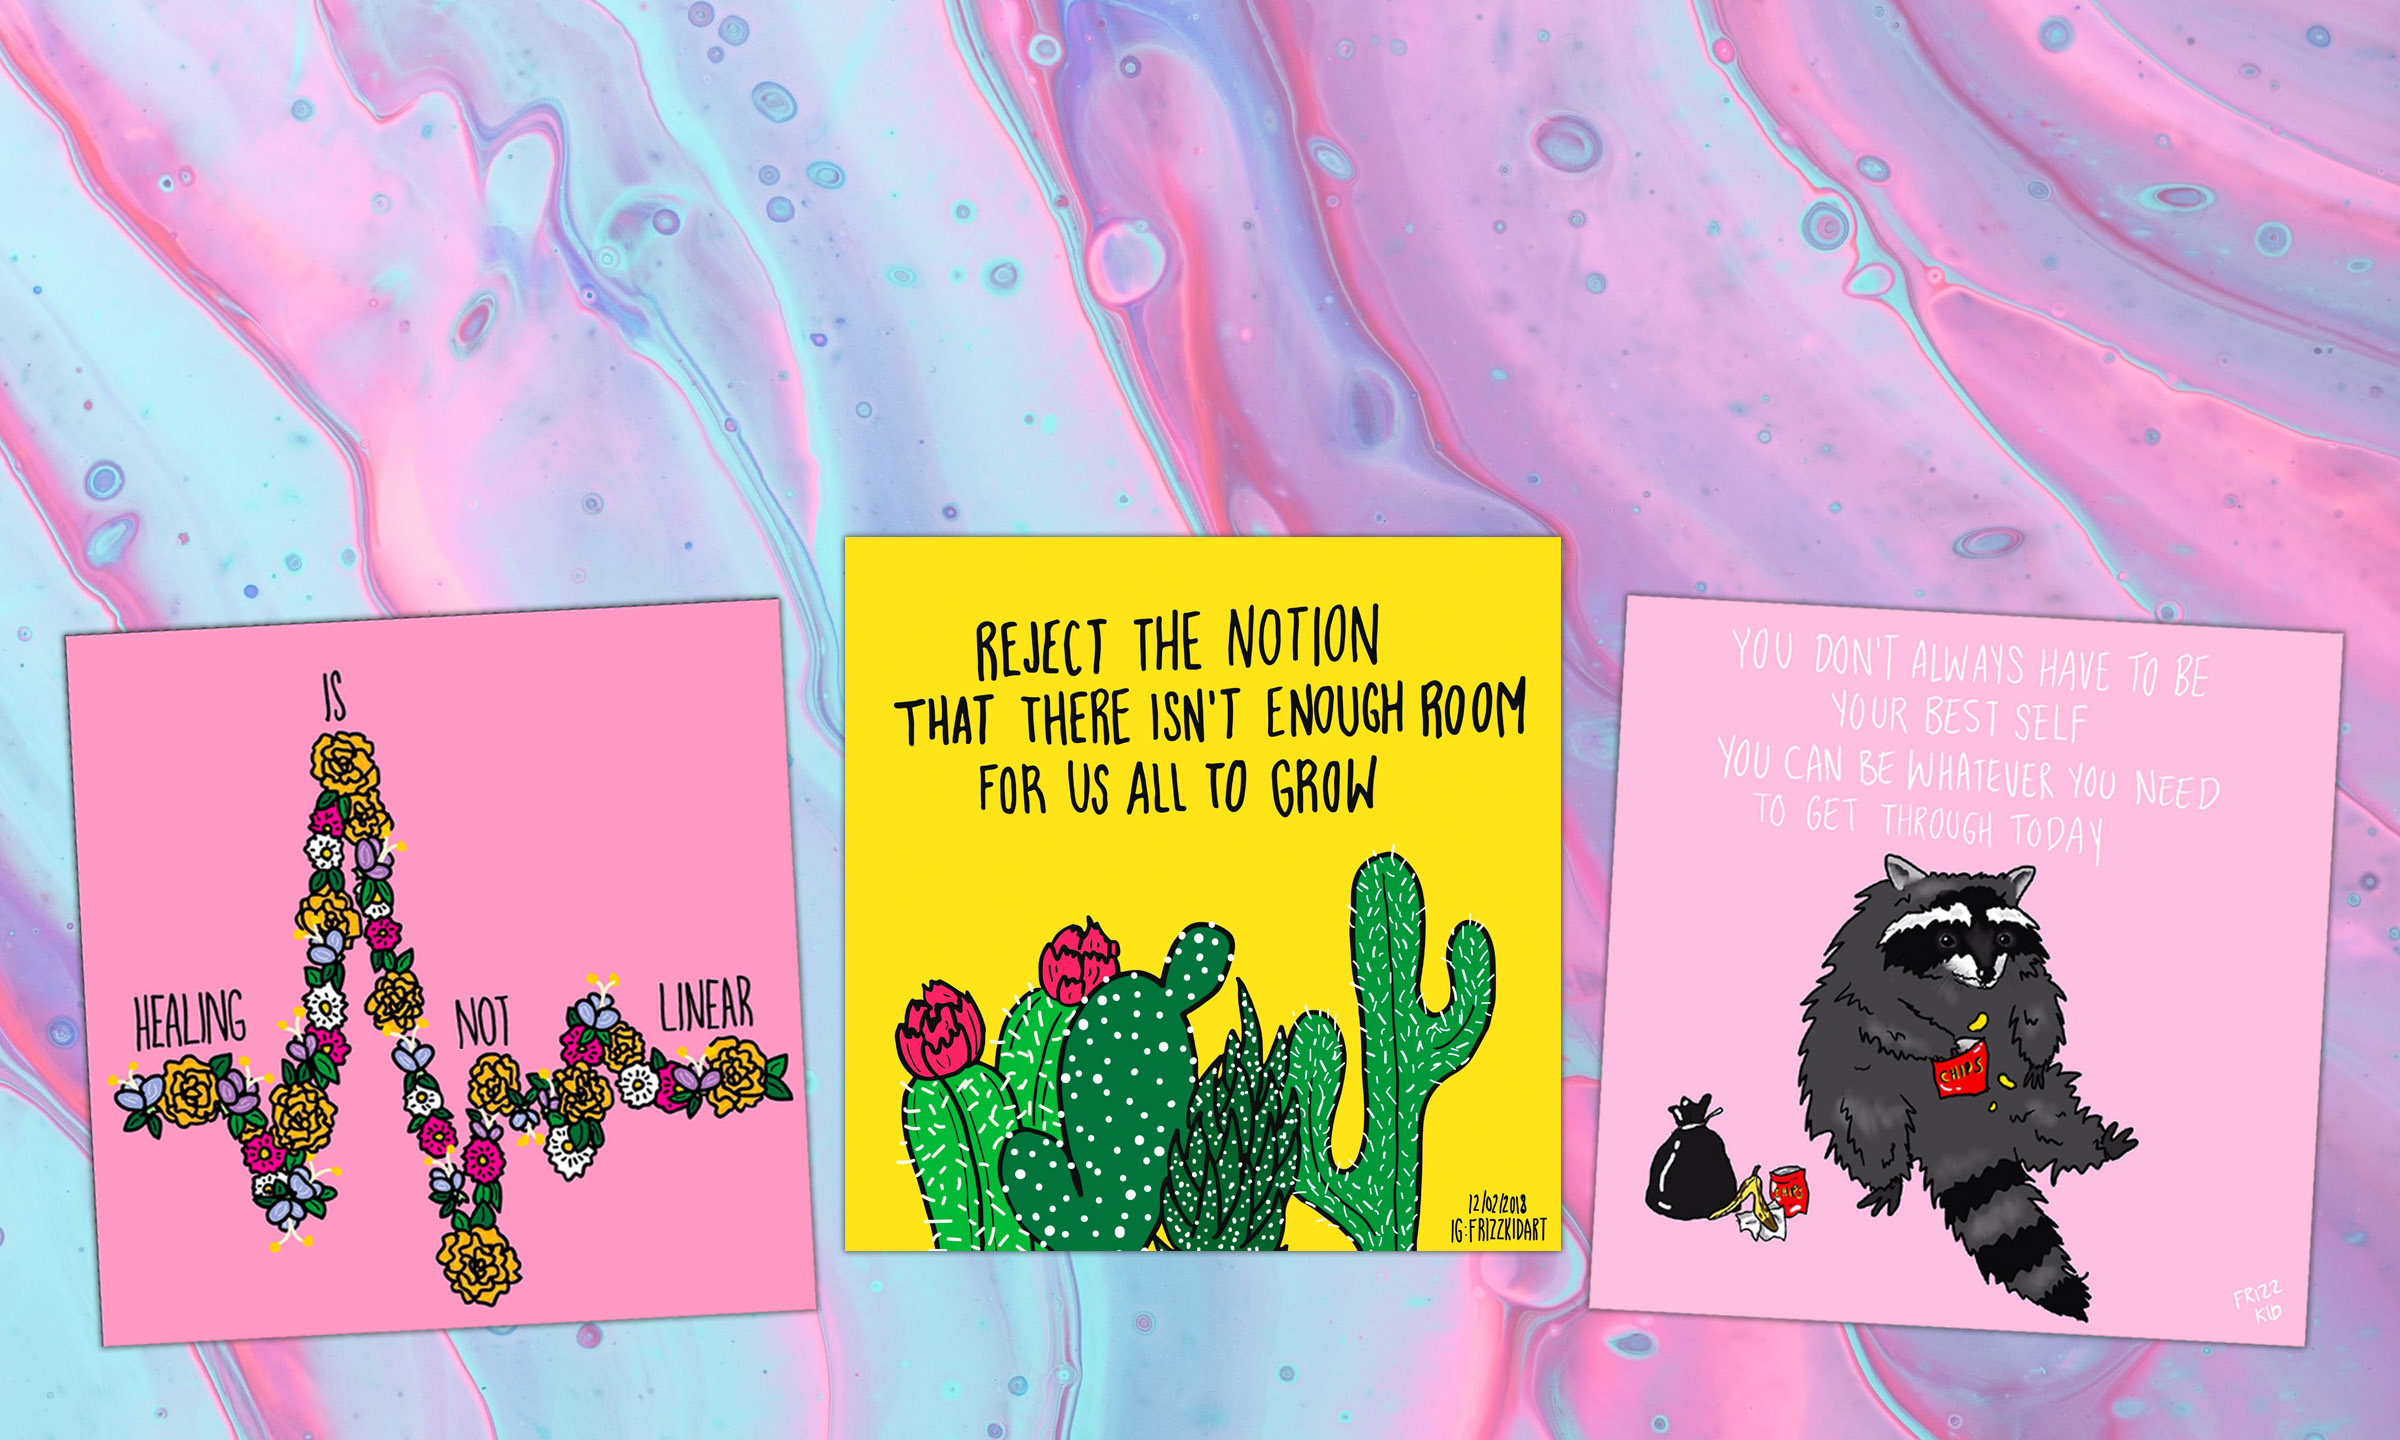 HEALING
IS
NOT
LINEAR
REJECT THE NOTION
THAT THERE ISN'T ENOUGH ROOM
FOR US ALL TO GROW
12/02/2018
IG:FRIZZKIDART
YOU DON'T ALWAYS HAVE TO BE
YOUR BEST SELF
YOU CAN BE WHATEVER YOU NEED
TO GET THROUGH TODAY
CHIPS
CHIPS
FRIZZ
KID